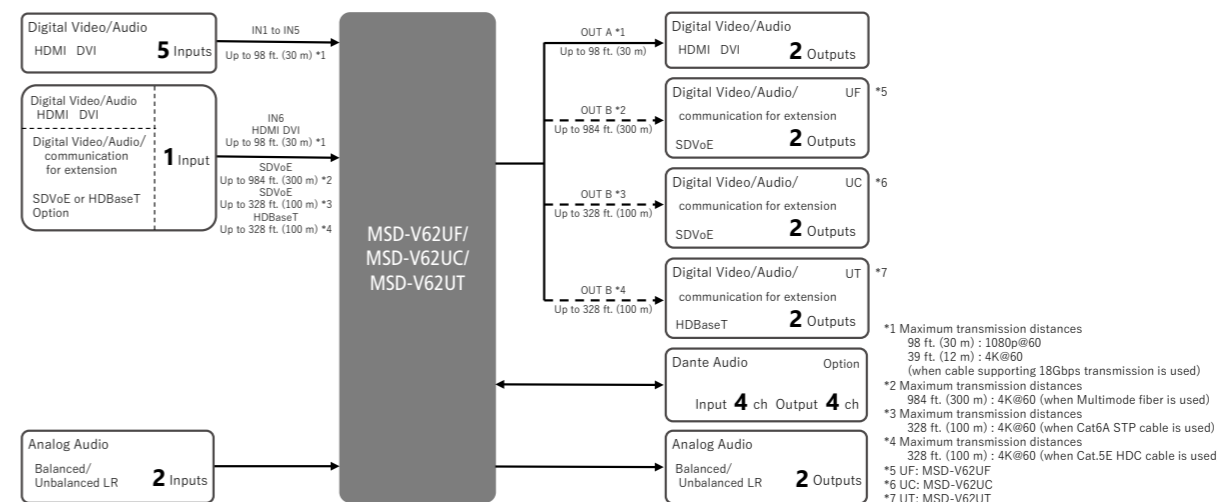 Digital Video/Audio
HDMI DVI
5 Inputs
IN1 to IN5
Up to 98 ft. (30 m) *1
Digital Video/Audio
HDMI DVI
Digital Video/Audio/
communication
for extension
SDVoE or HDBaseT
Option
1 Input
IN6
HDMI DVI
Up to 98 ft. (30 m) *1
SDVoE
Up to 984 ft. (300 m) *2
SDVoE
Up to 328 ft. (100 m) *3
HDBaseT
Up to 328 ft. (100 m) *4
Analog Audio
Balanced/
Unbalanced LR
2 Inputs
MSD-V62UF/
MSD-V62UC/
MSD-V62UT
OUT A *1
Up to 98 ft. (30 m)
Digital Video/Audio
HDMI DVI
2 Outputs
OUT B *2
Up to 984 ft. (300 m)
Digital Video/Audio/ UF *5
communication for extension
SDVoE
2 Outputs
OUT B *3
Up to 328 ft. (100 m)
Digital Video/Audio/ UC *6
communication for extension
SDVoE
2 Outputs
OUT B *4
Up to 328 ft. (100 m)
Digital Video/Audio/ UT *7
communication for extension
HDBaseT
2 Outputs
Dante Audio Option
Input 4 ch Output 4 ch
Analog Audio
Balanced/
Unbalanced LR
2 Outputs
*1 Maximum transmission distances
98 ft. (30 m) : 1080p@60
39 ft. (12 m) : 4K@60
(when cable supporting 18Gbps transmission is used)
*2 Maximum transmission distances
984 ft. (300 m) : 4K@60 (when Multimode fiber is used)
*3 Maximum transmission distances
328 ft. (100 m) : 4K@60 (when Cat6A STP cable is used)
*4 Maximum transmission distances
328 ft. (100 m) : 4K@60 (when Cat.5E HDC cable is used
*5 UF: MSD-V62UF
*6 UC: MSD-V62UC
*7 UT: MSD-V62UT